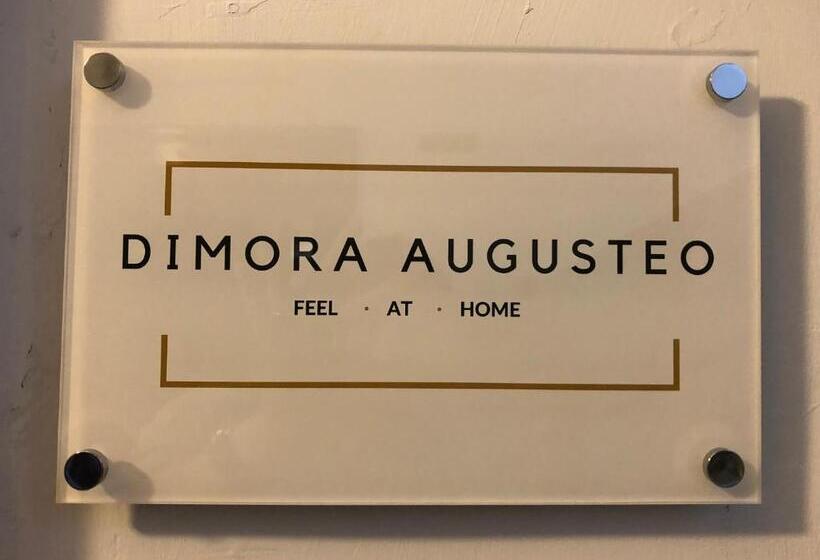 DIMORA AUGUSTEO
FEEL · AT · HOME